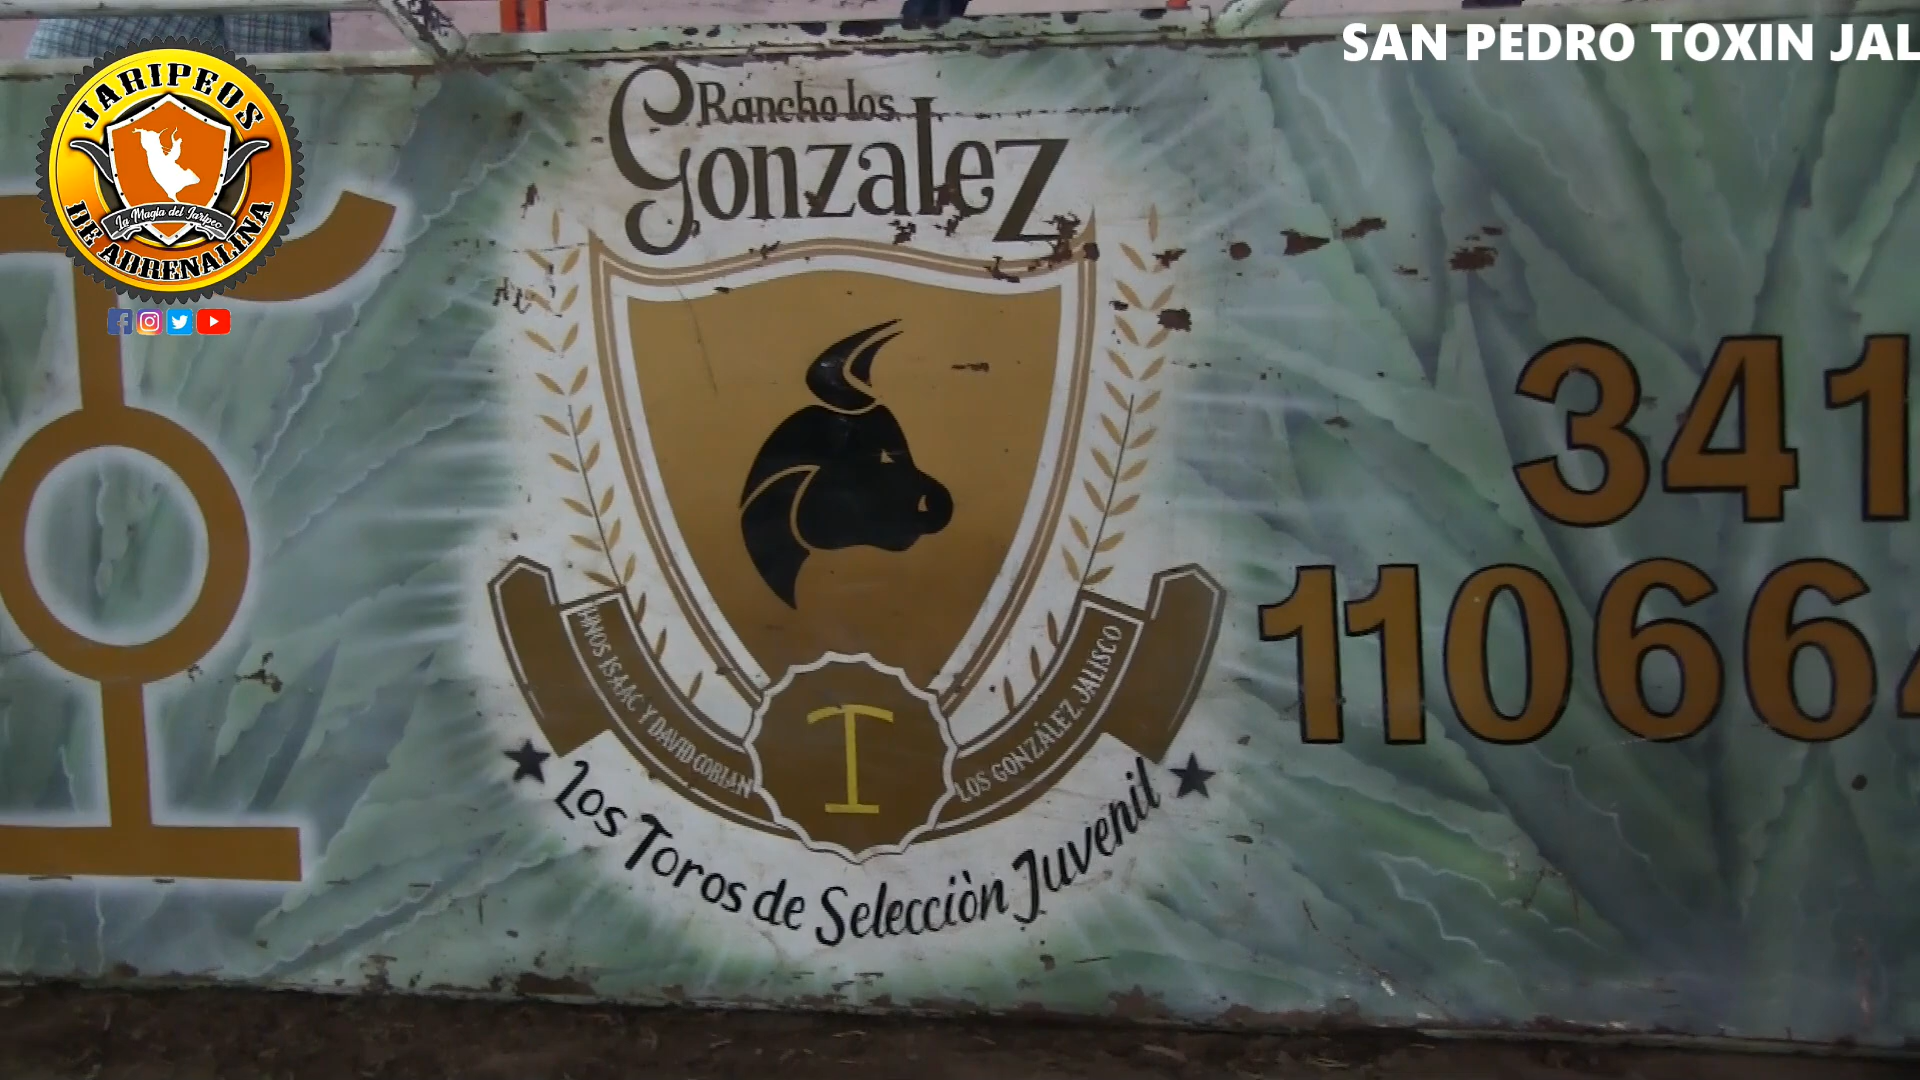 SAN PEDRO TOXIN JAL
JARIPEOS
La Magia del Jaripeo
DE ADRENALINA
Rancho los
Gonzalez
341
11066
HNOS ISAAC Y DAVID COBIAN
I
LOS GONZÁLEZ, JALISCO
Los Toros de Selecciòn Juvenil